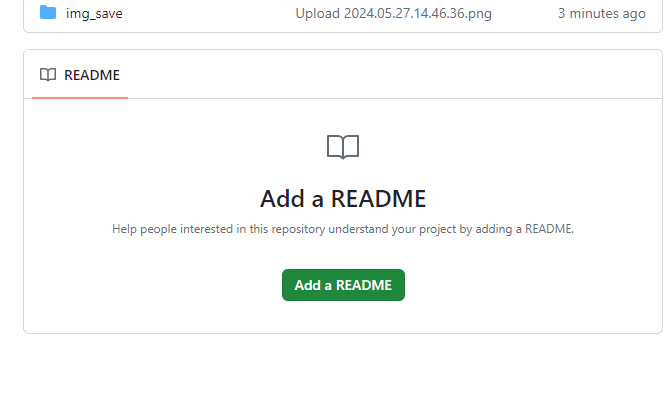 img_save Upload 2024.05.27.14.46.36.png 3 minutes ago
README
Add a README
Help people interested in this repository understand your project by adding a README.
Add a README